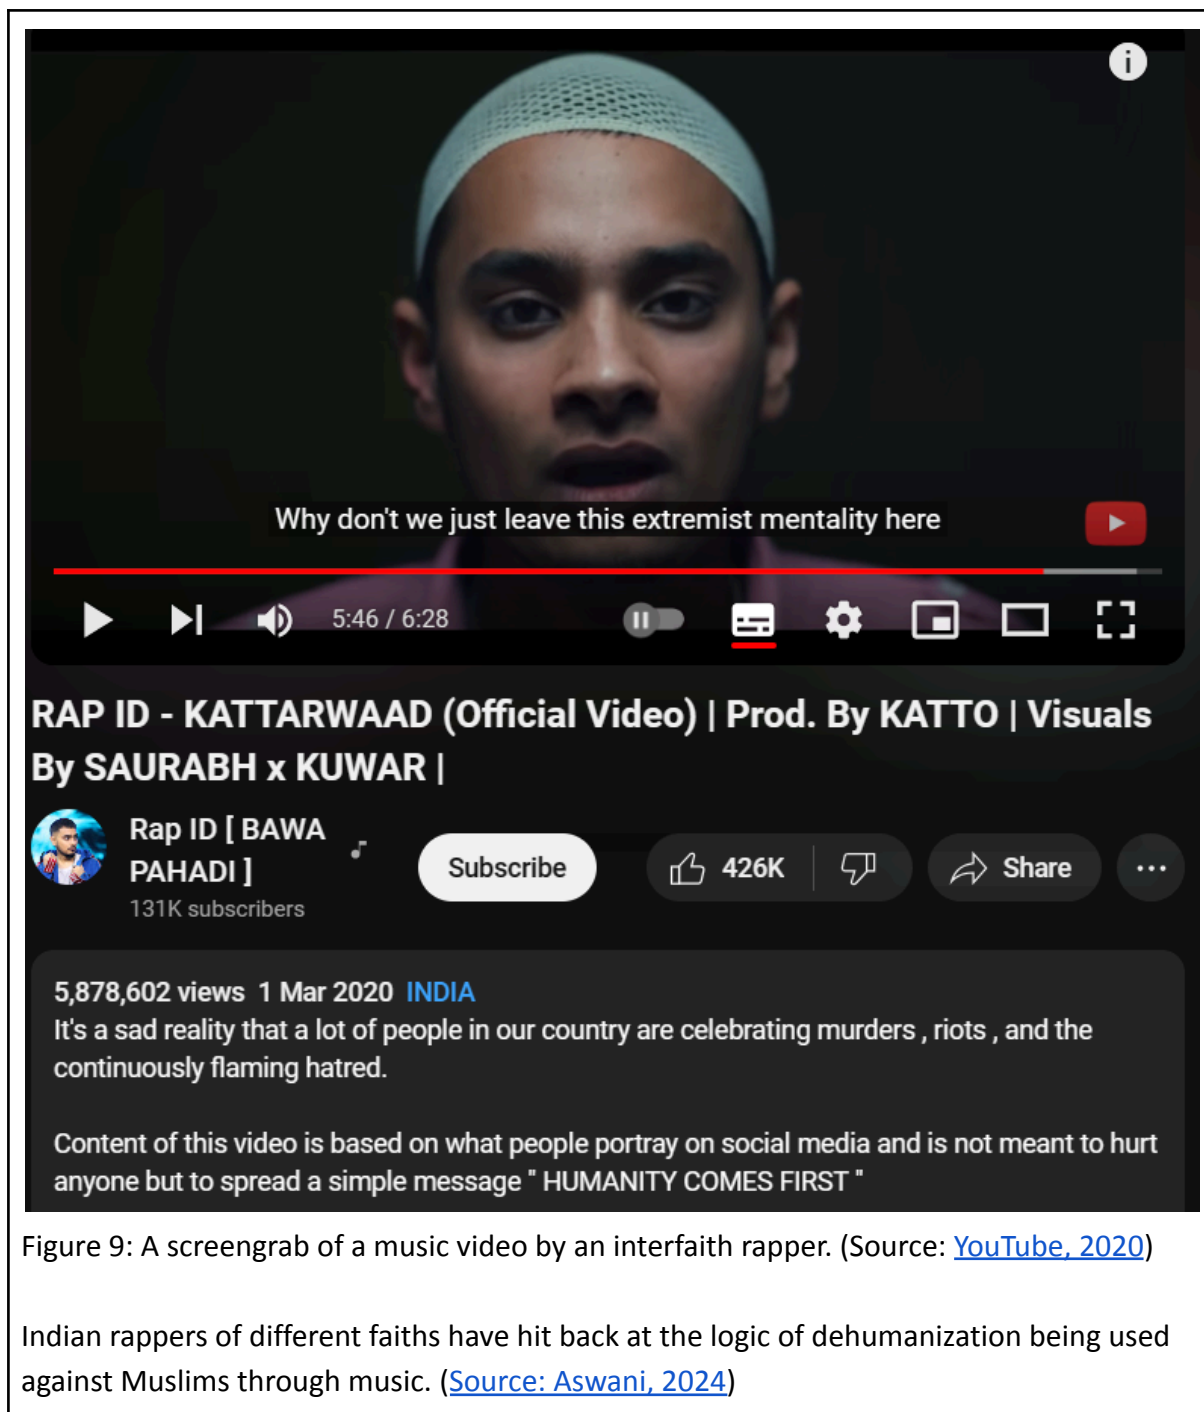 Why don't we just leave this extremist mentality here
5:46 / 6:28
RAP ID - KATTARWAAD (Official Video) | Prod. By KATTO | Visuals
By SAURABH x KUWAR |
Rap ID [ BAWA
PAHADI ]
131K subscribers
Subscribe
426K
Share
5,878,602 views 1 Mar 2020 INDIA
It's a sad reality that a lot of people in our country are celebrating murders , riots , and the
continuously flaming hatred.
Content of this video is based on what people portray on social media and is not meant to hurt
anyone but to spread a simple message " HUMANITY COMES FIRST "
Figure 9: A screengrab of a music video by an interfaith rapper. (Source: YouTube, 2020)
Indian rappers of different faiths have hit back at the logic of dehumanization being used
against Muslims through music. (Source: Aswani, 2024)